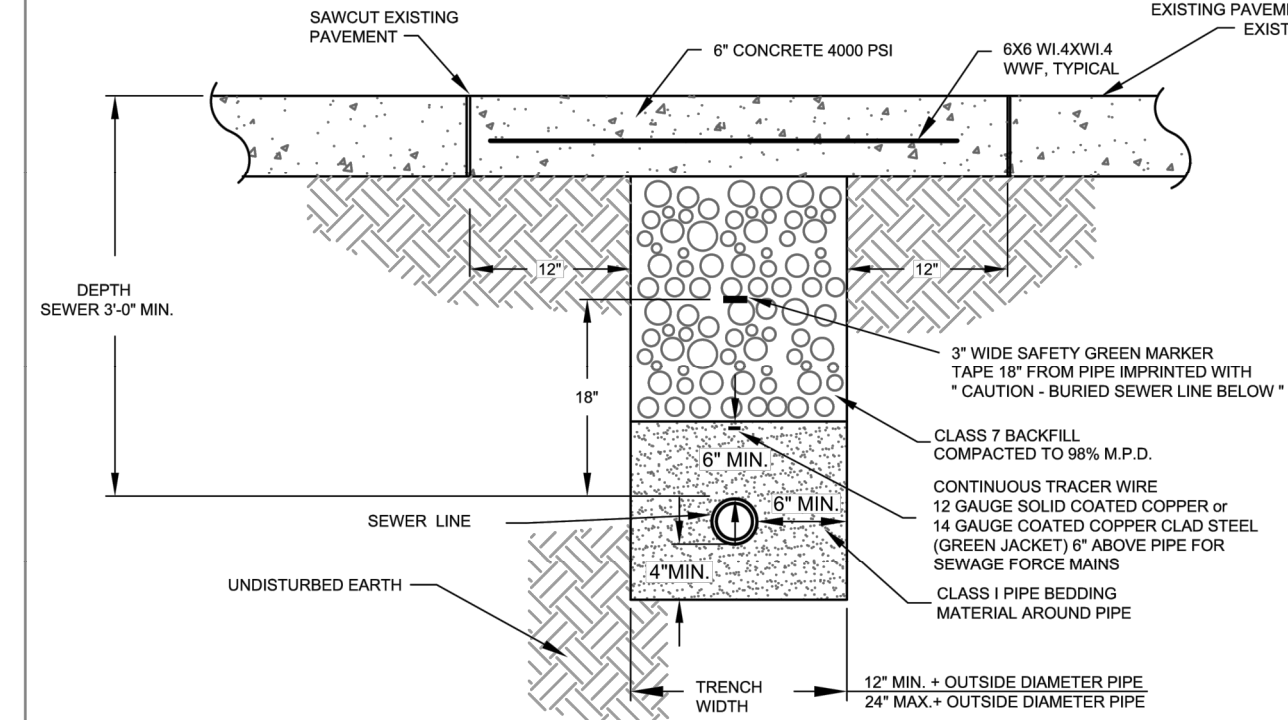 SAWCUT EXISTING
PAVEMENT
6" CONCRETE 4000 PSI
6X6 WI.4XWI.4
WWF, TYPICAL
EXISTING PAVEM
EXIST
12"
12"
DEPTH
SEWER 3'-0" MIN.
18"
3" WIDE SAFETY GREEN MARKER
TAPE 18" FROM PIPE IMPRINTED WITH
" CAUTION - BURIED SEWER LINE BELOW "
CLASS 7 BACKFILL
COMPACTED TO 98% M.P.D.
6" MIN.
6" MIN.
CONTINUOUS TRACER WIRE
12 GAUGE SOLID COATED COPPER or
14 GAUGE COATED COPPER CLAD STEEL
(GREEN JACKET) 6" ABOVE PIPE FOR
SEWAGE FORCE MAINS
SEWER LINE
4"MIN.
UNDISTURBED EARTH
CLASS I PIPE BEDDING
MATERIAL AROUND PIPE
TRENCH
WIDTH
12" MIN. + OUTSIDE DIAMETER PIPE
24" MAX.+ OUTSIDE DIAMETER PIPE